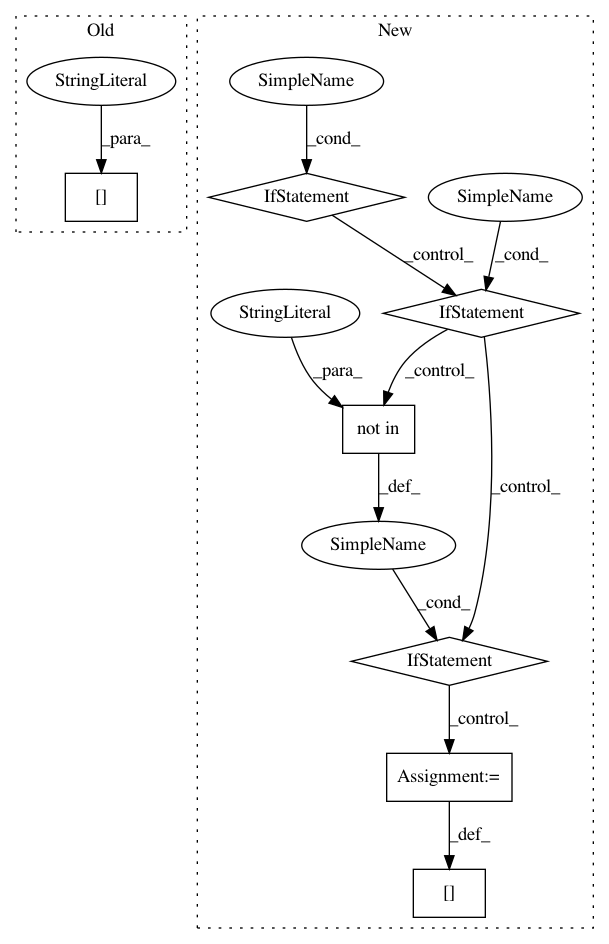 Old
New
StringLiteral
SimpleName
_para_
_cond_
[]
IfStatement
SimpleName
_control_
_cond_
StringLiteral
IfStatement
_para_
_control_
not in
_def_
_control_
SimpleName
_cond_
IfStatement
_control_
Assignment:=
_def_
[]